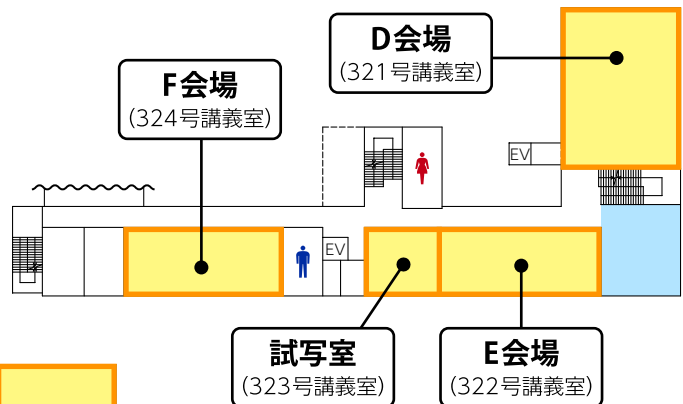 D会場
（321号講義室）
F会場
（324号講義室）
EV
EV
試写室
（323号講義室）
E会場
（322号講義室）